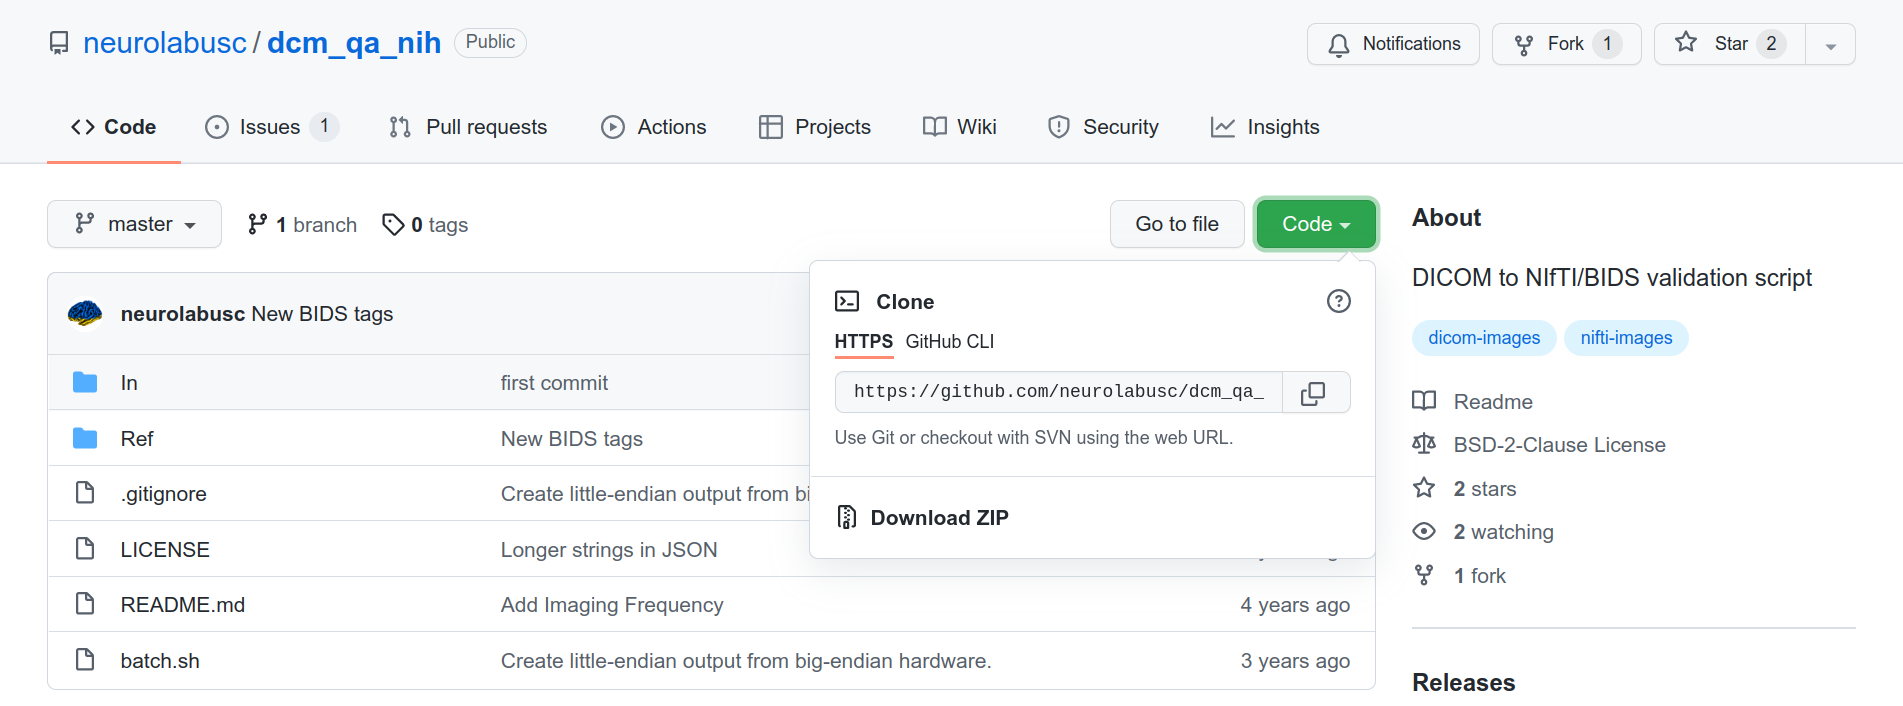 neurolabusc / dcm_qa_nih Public
Notifications Fork 1 Star 2
Code Issues 1 Pull requests Actions Projects Wiki Security Insights
master 1 branch 0 tags Go to file Code
neurolabusc New BIDS tags
In first commit
Ref New BIDS tags
.gitignore Create little-endian output from
LICENSE Longer strings in JSON
README.md Add Imaging Frequency 4 years ago
batch.sh Create little-endian output from big-endian hardware. 3 years ago
Clone
HTTPS GitHub CLI
https://github.com/neurolabusc/dcm_qa_
Use Git or checkout with SVN using the web URL.
Download ZIP
About
DICOM to NIfTI/BIDS validation script
dicom-images nifti-images
Readme
BSD-2-Clause License
2 stars
2 watching
1 fork
Releases